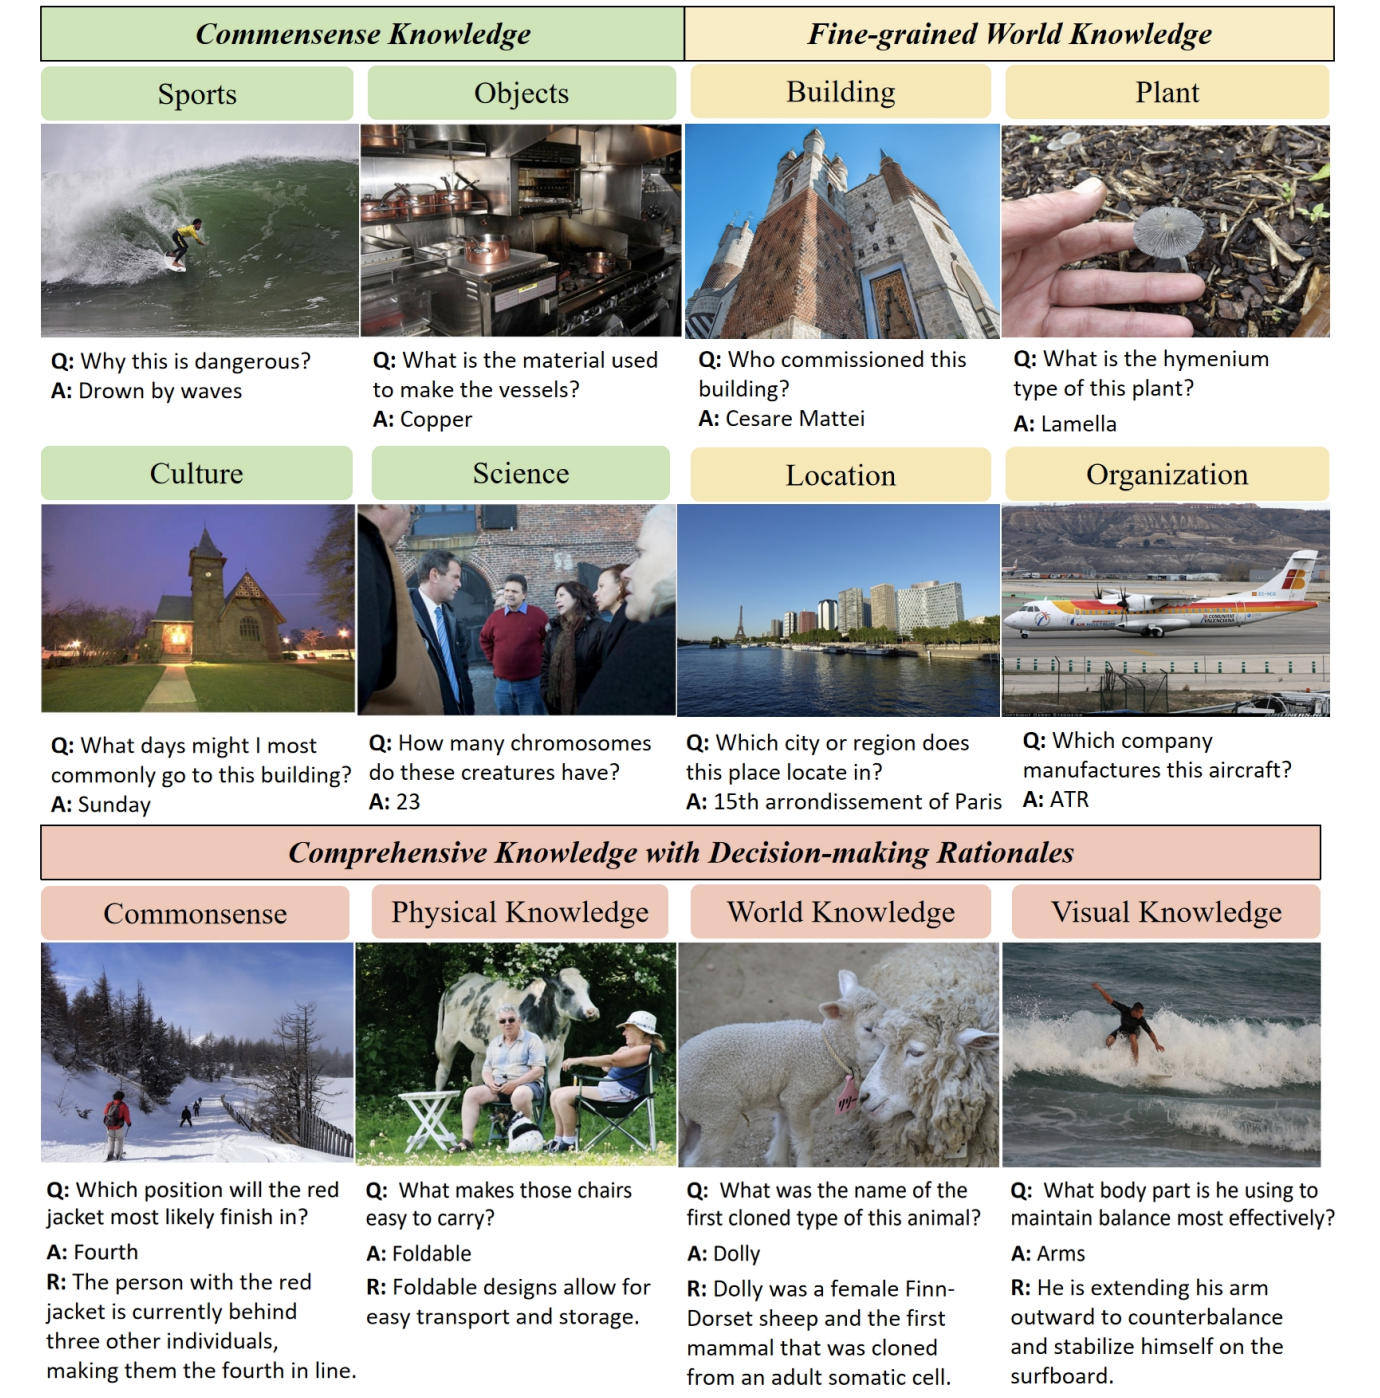 Commensense Knowledge
Fine-grained World Knowledge
Sports
Objects
Building
Plant
Q: Why this is dangerous?
A: Drown by waves
Q: What is the material used
to make the vessels?
A: Copper
Q: Who commissioned this
building?
A: Cesare Mattei
Q: What is the hymenium
type of this plant?
A: Lamella
Culture
Science
Location
Organization
Q: What days might I most
commonly go to this building?
A: Sunday
Q: How many chromosomes
do these creatures have?
A: 23
Q: Which city or region does
this place locate in?
A: 15th arrondissement of Paris
Q: Which company
manufactures this aircraft?
A: ATR
Comprehensive Knowledge with Decision-making Rationales
Commonsense
Physical Knowledge
World Knowledge
Visual Knowledge
Q: Which position will the red
jacket most likely finish in?
A: Fourth
R: The person with the red
jacket is currently behind
three other individuals,
making them the fourth in line.
Q: What makes those chairs
easy to carry?
A: Foldable
R: Foldable designs allow for
easy transport and storage.
Q: What was the name of the
first cloned type of this animal?
A: Dolly
R: Dolly was a female Finn-
Dorset sheep and the first
mammal that was cloned
from an adult somatic cell.
Q: What body part is he using to
maintain balance most effectively?
A: Arms
R: He is extending his arm
outward to counterbalance
and stabilize himself on the
surfboard.